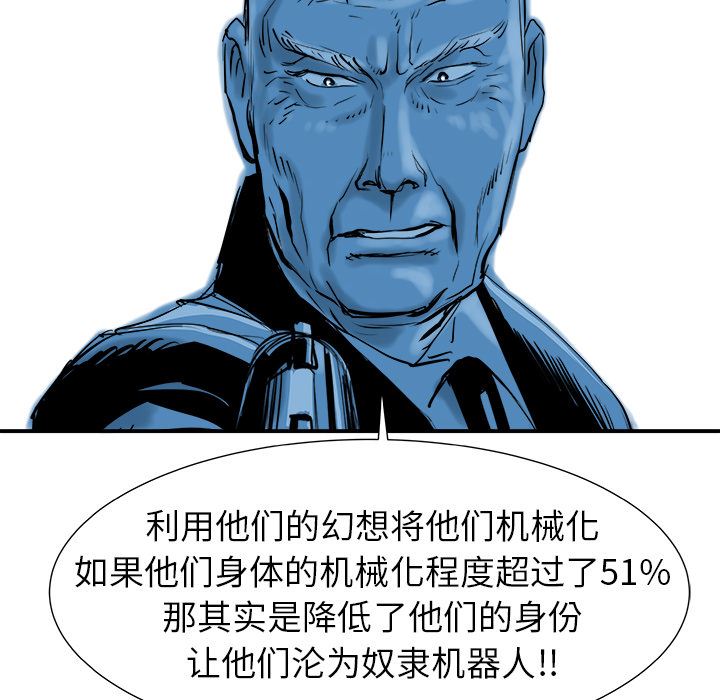 利用他们的幻想将他们机械化
如果他们身体的机械化程度超过了51%
那其实是降低了他们的身份
让他们沦为奴隶机器人!!